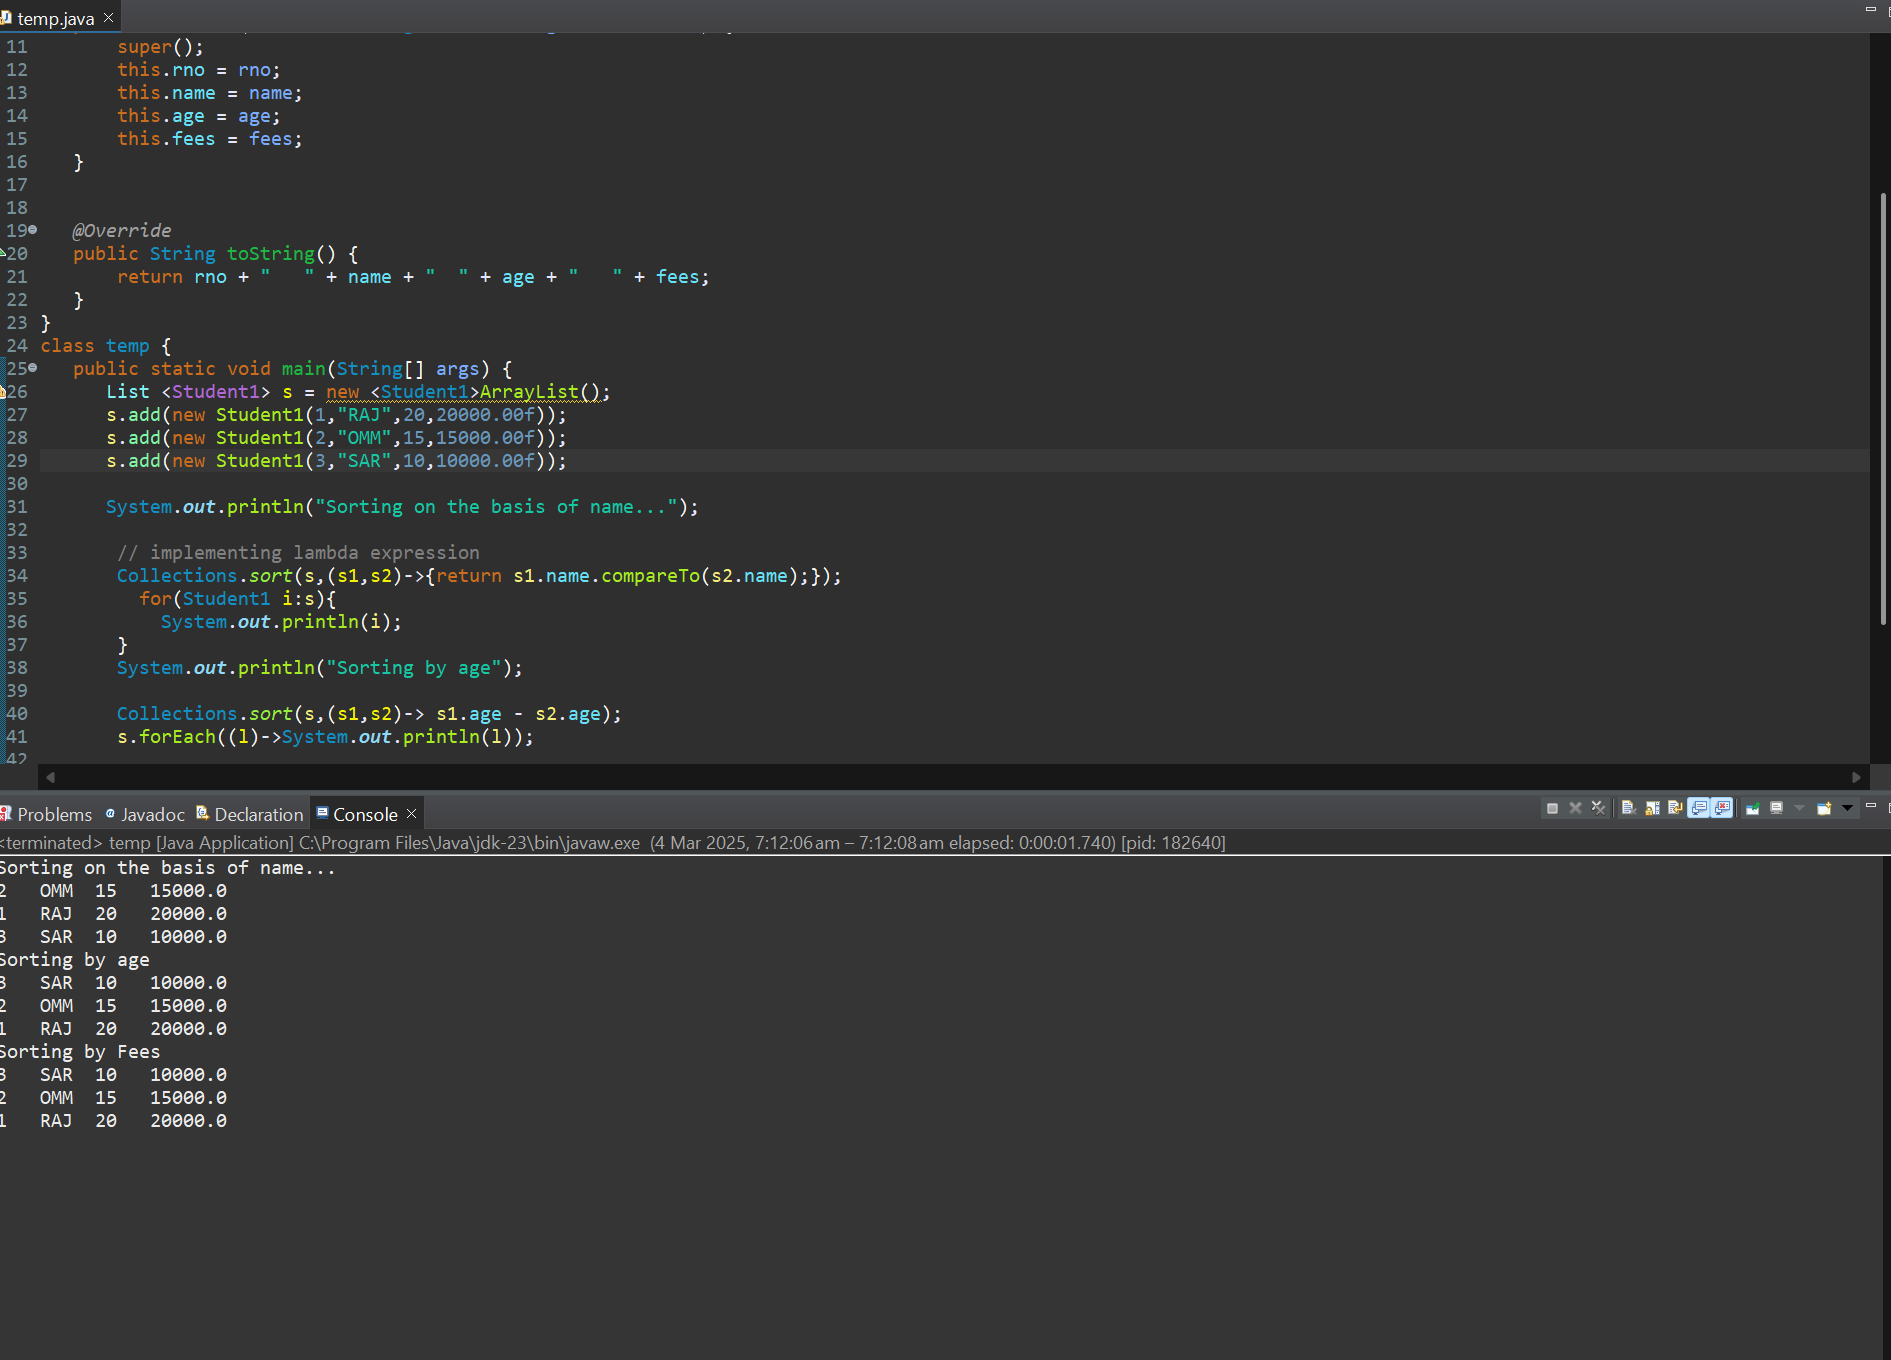 temp.java
11 super();
12 this.rno = rno;
13 this.name = name;
14 this.age = age;
15 this.fees = fees;
16 }
17
18
19 @Override
20 public String toString() {
21 return rno + "   " + name + "  " + age + "   " + fees;
22 }
23 }
24 class temp {
25 public static void main(String[] args) {
26 List <Student1> s = new <Student1>ArrayList();
27 s.add(new Student1(1,"RAJ",20,20000.00f));
28 s.add(new Student1(2,"OMM",15,15000.00f));
29 s.add(new Student1(3,"SAR",10,10000.00f));
30
31 System.out.println("Sorting on the basis of name...");
32
33 // implementing lambda expression
34 Collections.sort(s,(s1,s2)->{return s1.name.compareTo(s2.name);});
35 for(Student1 i:s){
36 System.out.println(i);
37 }
38 System.out.println("Sorting by age");
39
40 Collections.sort(s,(s1,s2)-> s1.age - s2.age);
41 s.forEach((l)->System.out.println(l));
42
Problems @ Javadoc Declaration Console
<terminated> temp [Java Application] C:\Program Files\Java\jdk-23\bin\javaw.exe (4 Mar 2025, 7:12:06 am – 7:12:08 am elapsed: 0:00:01.740) [pid: 182640]
Sorting on the basis of name...
2   OMM  15   15000.0
1   RAJ  20   20000.0
3   SAR  10   10000.0
Sorting by age
3   SAR  10   10000.0
2   OMM  15   15000.0
1   RAJ  20   20000.0
Sorting by Fees
3   SAR  10   10000.0
2   OMM  15   15000.0
1   RAJ  20   20000.0